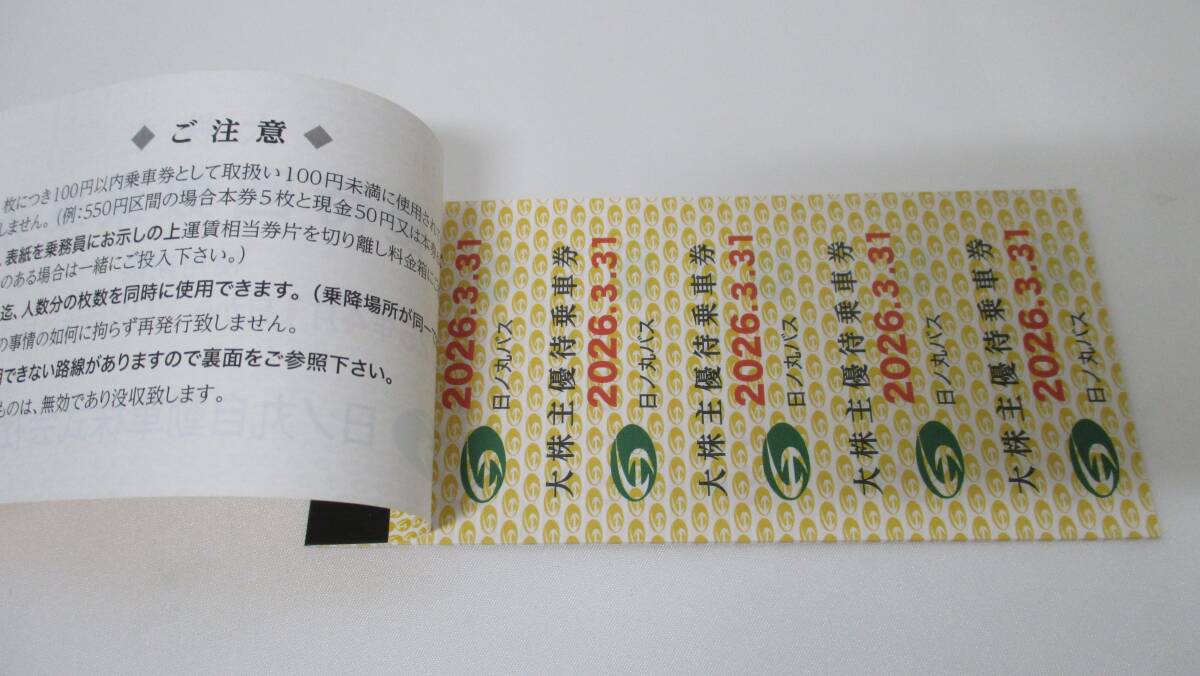 ◆ ご注意 ◆
枚につき100円以内乗車券として取扱い100円未満に使用され
しません。(例:550円区間の場合本券5枚と現金50円又は本券
表紙を乗務員にお示しの上運賃相当券片を切り離し料金箱に
のある場合は一緒にご投入下さい。)
迄、人数分の枚数を同時に使用できます。(乗降場所が同一
の事情の如何に拘らず再発行致しません。
できない路線がありますので裏面をご参照下さい。
ものは、無効であり没収致します。
日ノ丸自動車株式会社
2026.3.31
日ノ丸バス
大株主優待乗車券
2026.3.31
日ノ丸バス
大株主優待乗車券
2026.3.31
日ノ丸バス
大株主優待乗車券
2026.3.31
日ノ丸バス
大株主優待乗車券
2026.3.31
日ノ丸バス